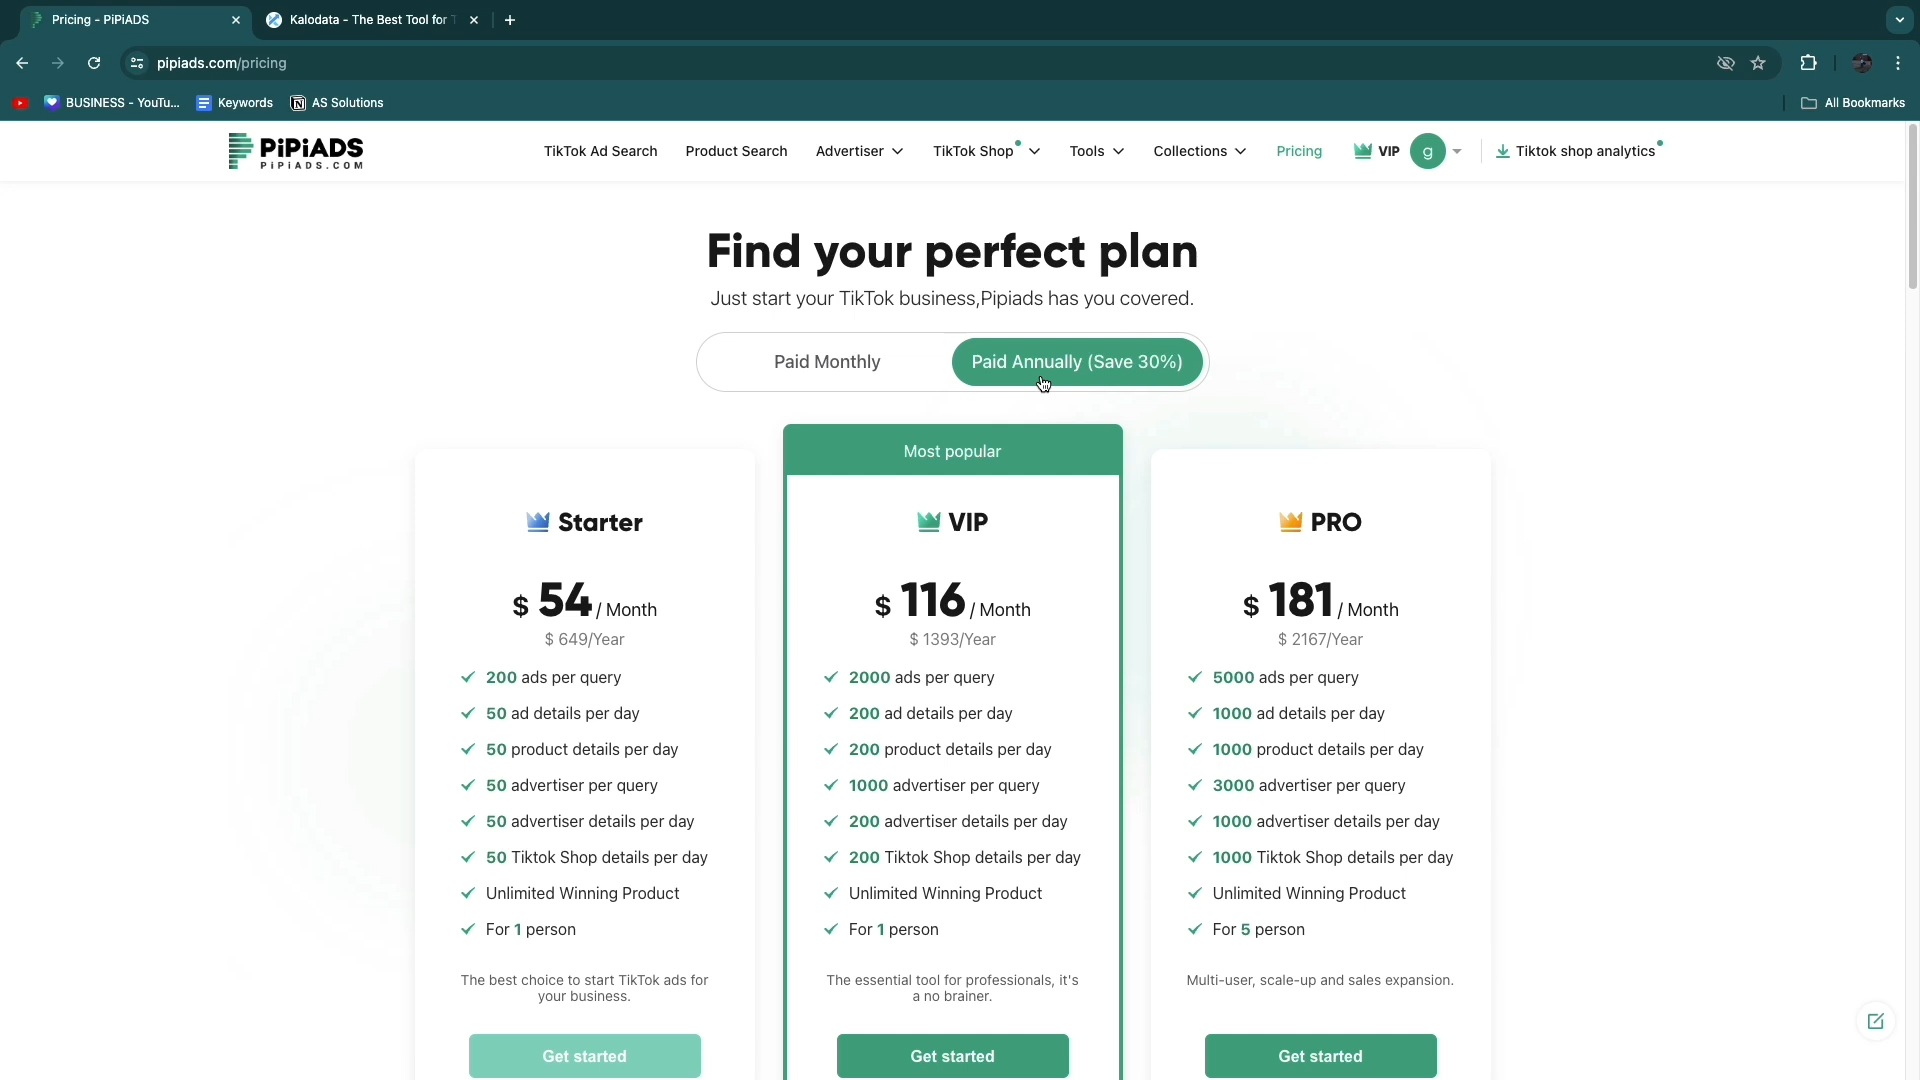 Pricing - PiPiADS
Kalodata - The Best Tool for T
pipiads.com/pricing
BUSINESS - YouTu...
Keywords
AS Solutions
All Bookmarks
PiPiADS
PIPIADS.COM
TikTok Ad Search
Product Search
Advertiser
TikTok Shop
Tools
Collections
Pricing
VIP
g
Tiktok shop analytics
Find your perfect plan
Just start your TikTok business,Pipiads has you covered.
Paid Monthly
Paid Annually (Save 30%)
Starter
$ 54 / Month
$ 649/Year
200 ads per query
50 ad details per day
50 product details per day
50 advertiser per query
50 advertiser details per day
50 Tiktok Shop details per day
Unlimited Winning Product
For 1 person
The best choice to start TikTok ads for
your business.
Get started
Most popular
VIP
$ 116 / Month
$ 1393/Year
2000 ads per query
200 ad details per day
200 product details per day
1000 advertiser per query
200 advertiser details per day
200 Tiktok Shop details per day
Unlimited Winning Product
For 1 person
The essential tool for professionals, it's
a no brainer.
Get started
PRO
$ 181 / Month
$ 2167/Year
5000 ads per query
1000 ad details per day
1000 product details per day
3000 advertiser per query
1000 advertiser details per day
1000 Tiktok Shop details per day
Unlimited Winning Product
For 5 person
Multi-user, scale-up and sales expansion.
Get started